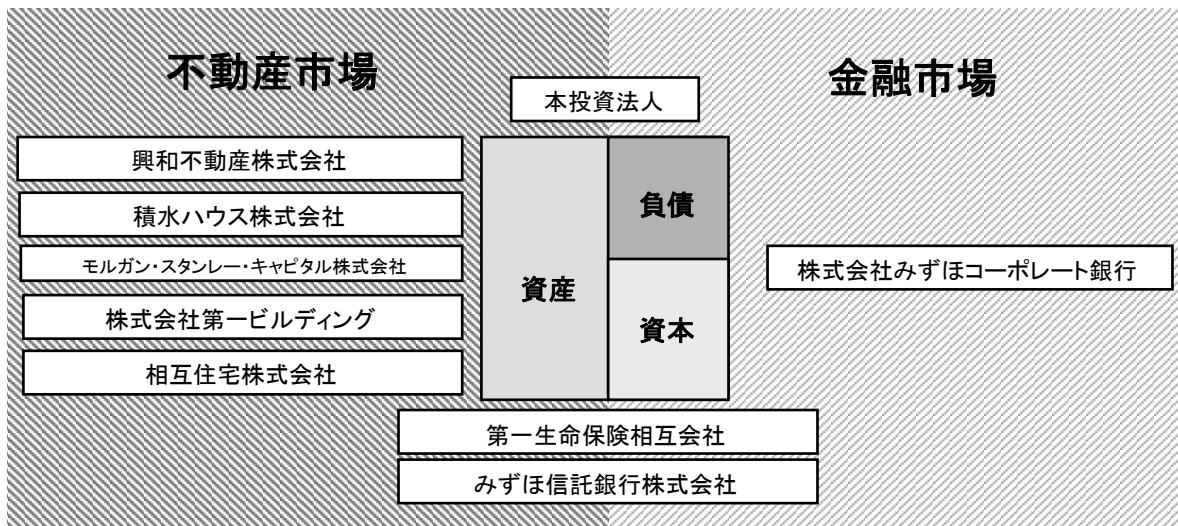 不動産市場
金融市場
本投資法人
興和不動産株式会社
積水ハウス株式会社
モルガン・スタンレー・キャピタル株式会社
株式会社第一ビルディング
相互住宅株式会社
資産
負債
資本
株式会社みずほコーポレート銀行
第一生命保険相互会社
みずほ信託銀行株式会社